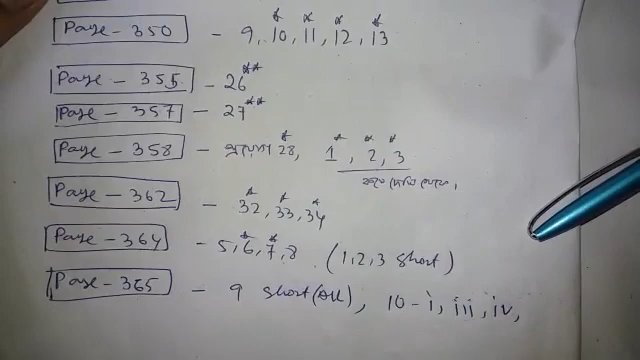 Page - 350 - 9, 10*, 11*, 12*, 13*
Page - 355 - 26**
Page - 357 - 27**
Page - 358 - 28*, 1*, 2*, 3*
Page - 362 - 32*, 33*, 34*
Page - 364 - 5, 6*, 7*, 8 (1, 2, 3 short)
Page - 365 - 9 short (All), 10 - i, iii, iv,